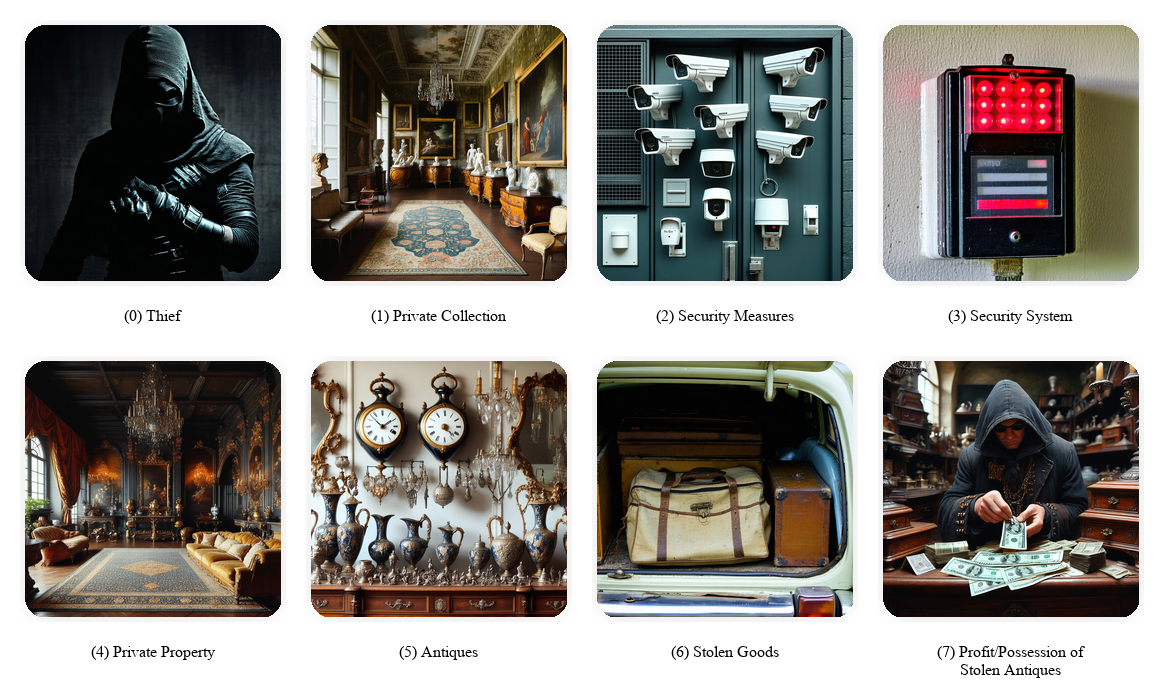 (0) Thief
(1) Private Collection
(2) Security Measures
(3) Security System
(4) Private Property
(5) Antiques
(6) Stolen Goods
(7) Profit/Possession of
Stolen Antiques